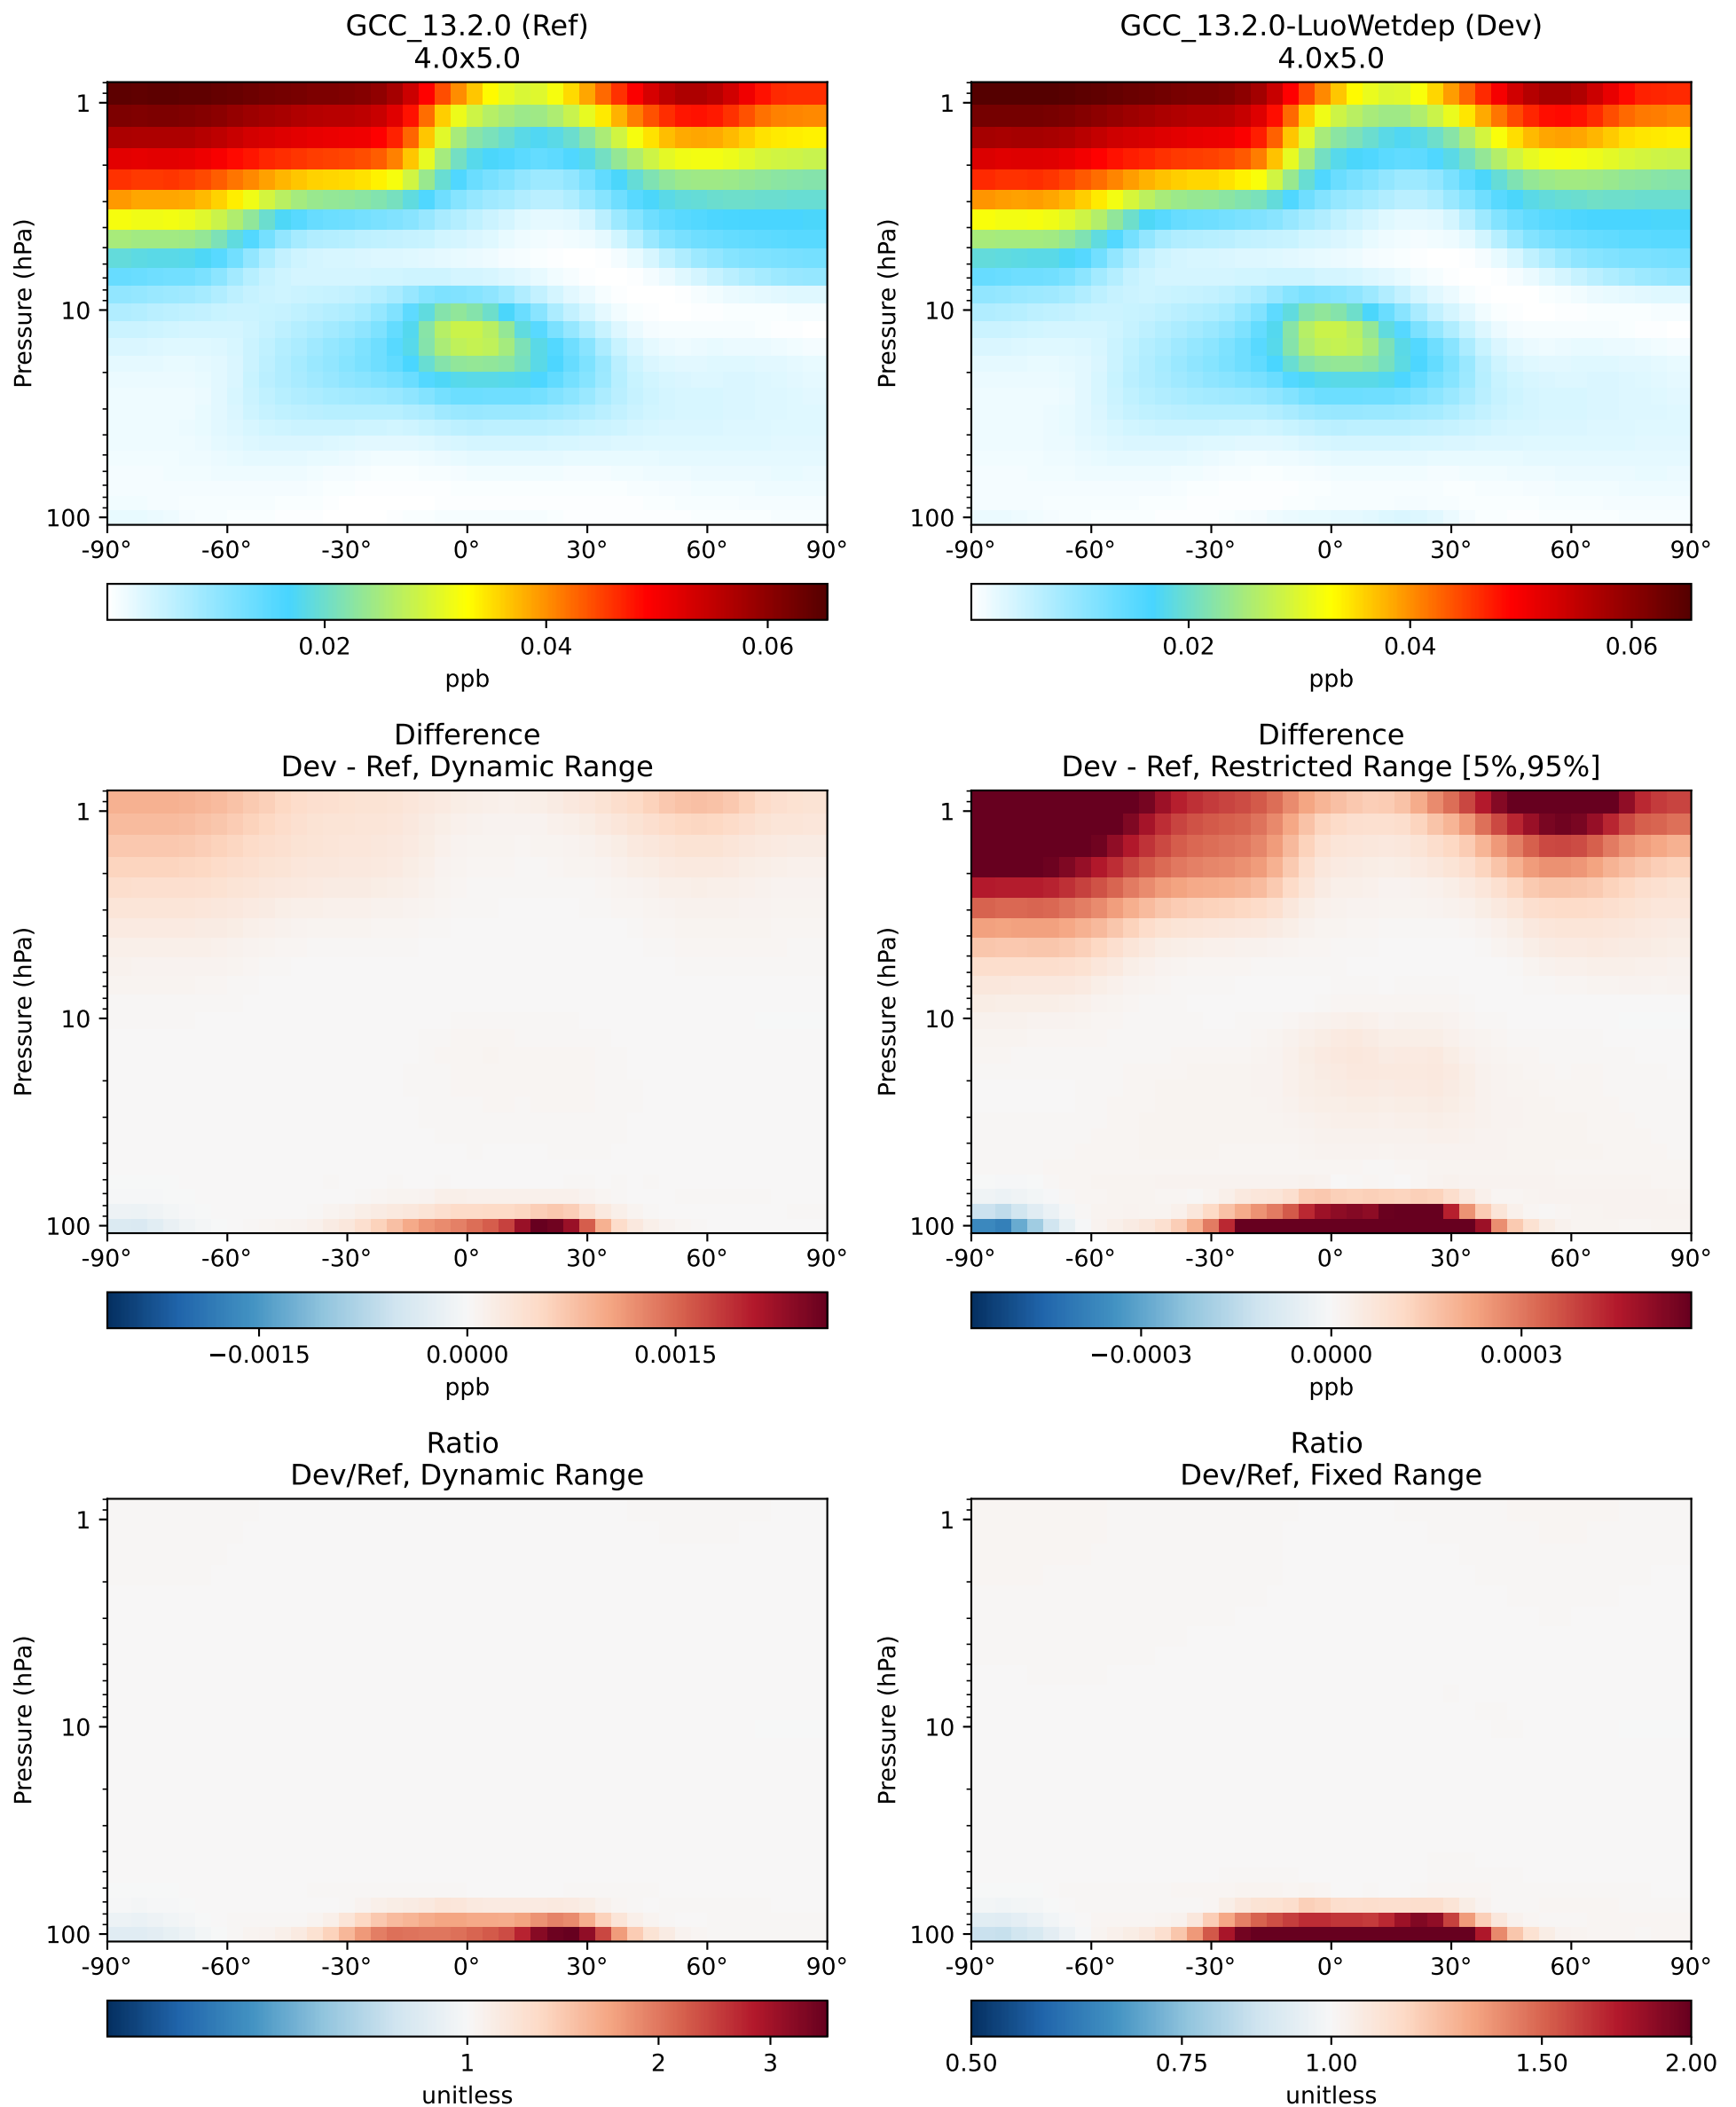 GCC_13.2.0 (Ref)
4.0x5.0
GCC_13.2.0-LuoWetdep (Dev)
4.0x5.0
Pressure (hPa)
1
10
100
-90° -60° -30° 0° 30° 60° 90°
0.02 0.04 0.06
ppb
Pressure (hPa)
1
10
100
-90° -60° -30° 0° 30° 60° 90°
0.02 0.04 0.06
ppb
Difference
Dev - Ref, Dynamic Range
Difference
Dev - Ref, Restricted Range [5%,95%]
Pressure (hPa)
1
10
100
-90° -60° -30° 0° 30° 60° 90°
−0.0015 0.0000 0.0015
ppb
Pressure (hPa)
1
10
100
-90° -60° -30° 0° 30° 60° 90°
−0.0003 0.0000 0.0003
ppb
Ratio
Dev/Ref, Dynamic Range
Ratio
Dev/Ref, Fixed Range
Pressure (hPa)
1
10
100
-90° -60° -30° 0° 30° 60° 90°
1 2 3
unitless
Pressure (hPa)
1
10
100
-90° -60° -30° 0° 30° 60° 90°
0.50 0.75 1.00 1.50 2.00
unitless